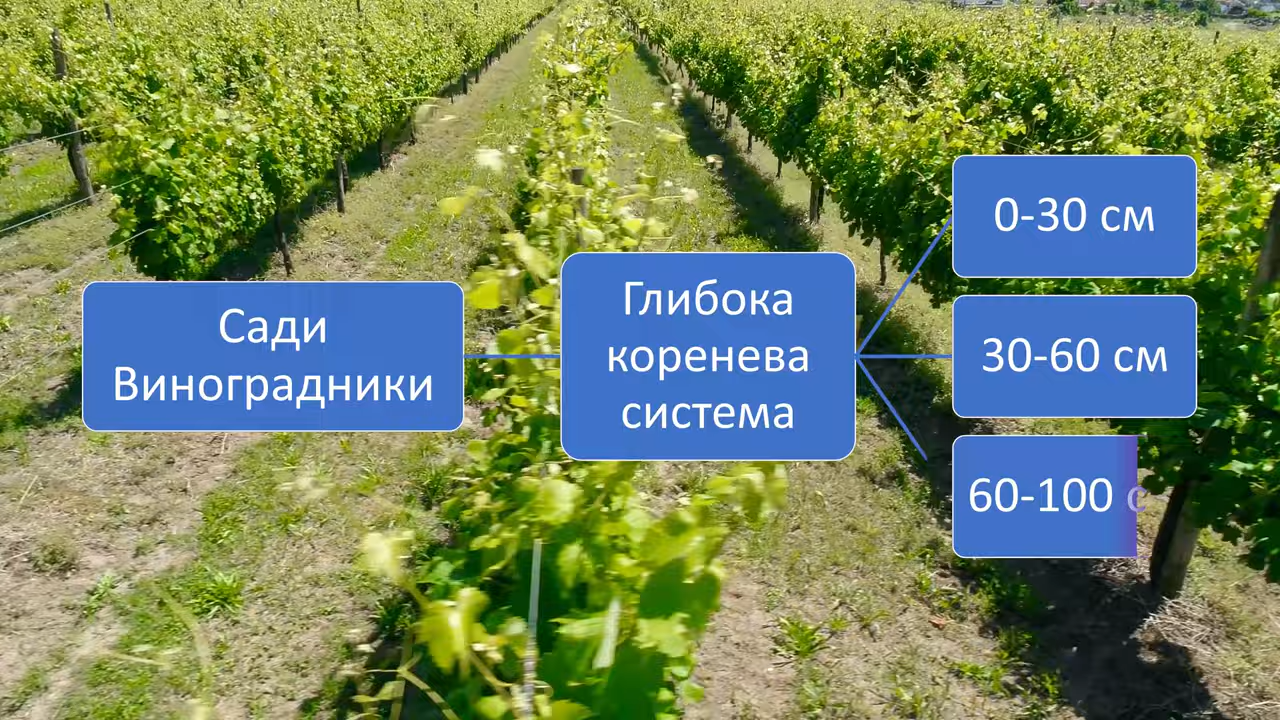 Сади
Виноградники
Глибока
коренева
система
0-30 см
30-60 см
60-100